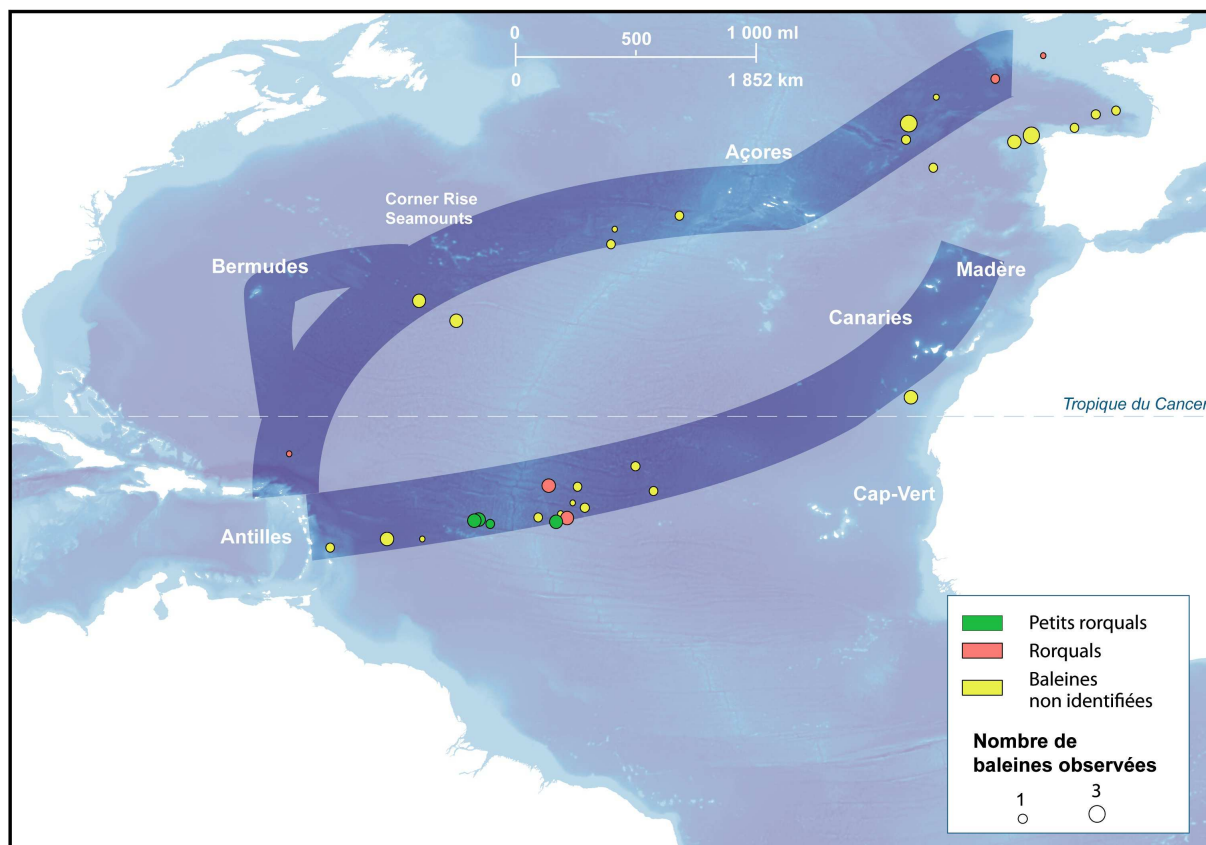 0 500 1 000 ml
0 1 852 km
Açores
Corner Rise
Seamounts
Bermudes
Madère
Canaries
Tropique du Cancer
Cap-Vert
Antilles
Petits rorquals
Rorquals
Baleines
non identifiées
Nombre de
baleines observées
1 3